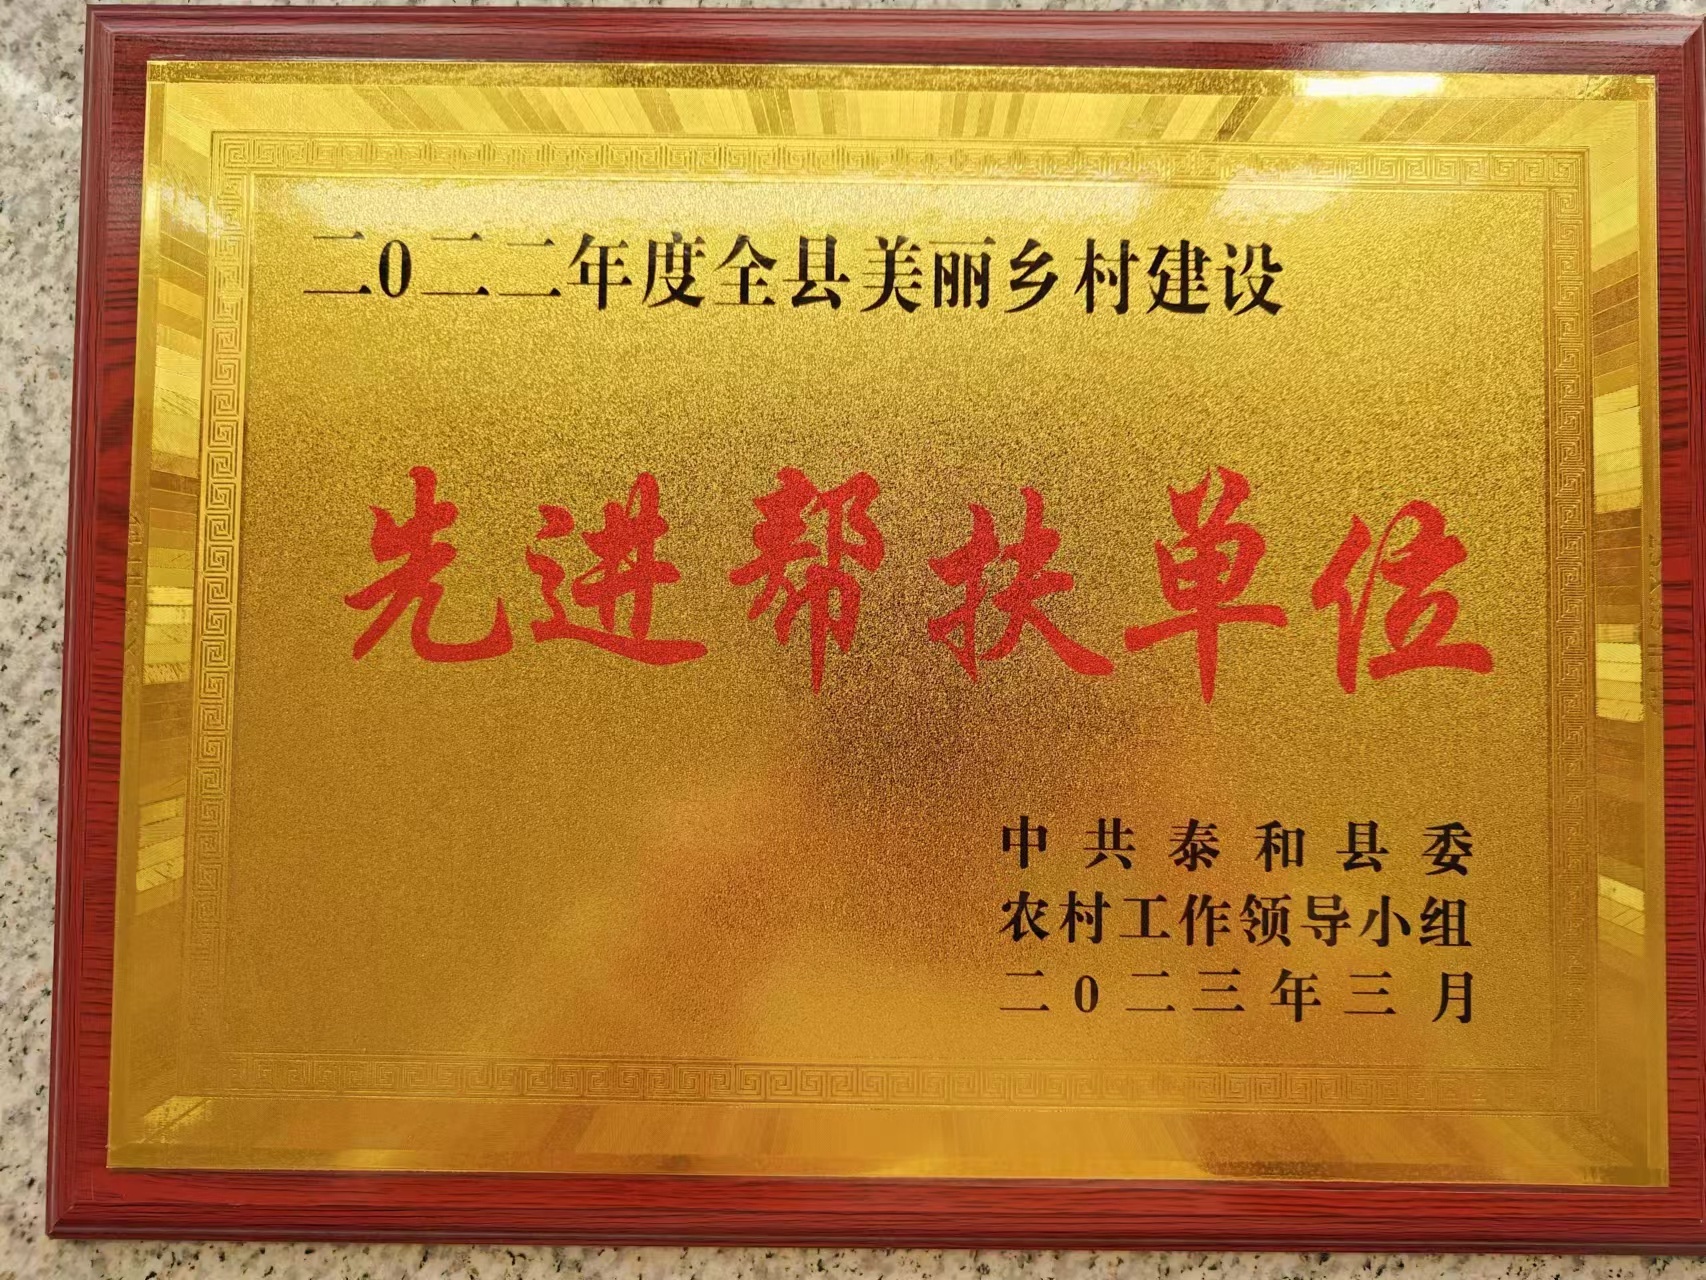 二0二二年度全县美丽乡村建设
先进帮扶单位
中共泰和县委
农村工作领导小组
二0二三年三月